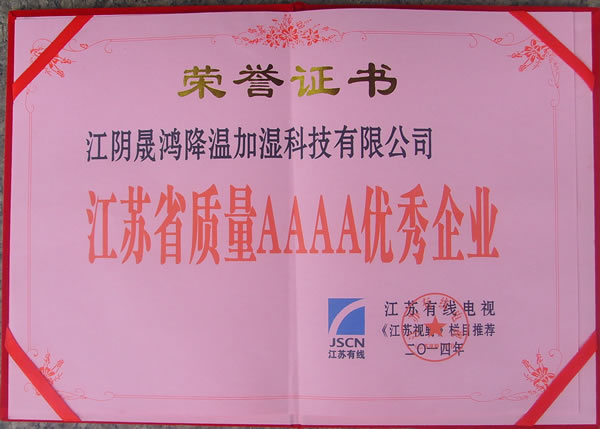 荣誉证书
江阴晟鸿降温加湿科技有限公司
江苏省质量AAAA优秀企业
JSCN
江苏有线
江苏有线电视
《江苏视野》栏目推荐
二〇一四年